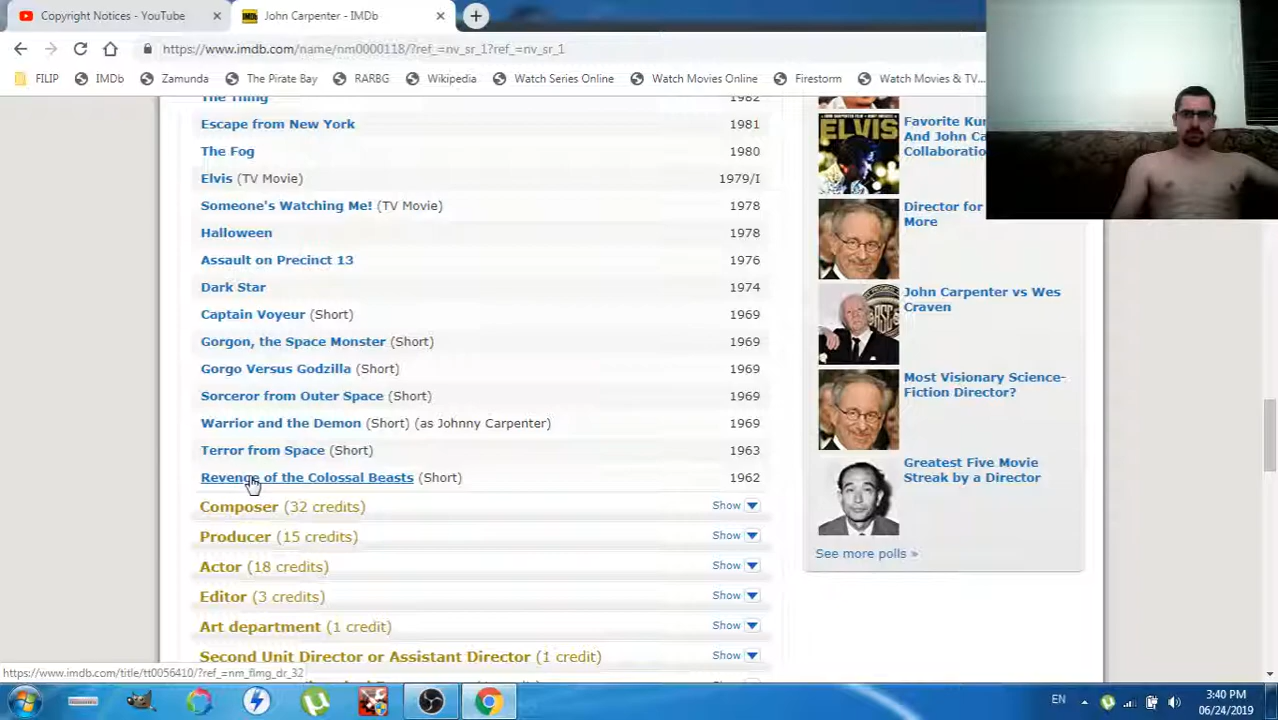 Copyright Notices - YouTube
John Carpenter - IMDb
https://www.imdb.com/name/nm0000118/?ref_=nv_sr_1?ref_=nv_sr_1
FILIP IMDb Zamunda The Pirate Bay RARBG Wikipedia Watch Series Online Watch Movies Online Firestorm Watch Movies & TV...
The Thing 1982
Escape from New York 1981
The Fog 1980
Elvis (TV Movie) 1979/I
Someone's Watching Me! (TV Movie) 1978
Halloween 1978
Assault on Precinct 13 1976
Dark Star 1974
Captain Voyeur (Short) 1969
Gorgon, the Space Monster (Short) 1969
Gorgo Versus Godzilla (Short) 1969
Sorceror from Outer Space (Short) 1969
Warrior and the Demon (Short) (as Johnny Carpenter) 1969
Terror from Space (Short) 1963
Revenge of the Colossal Beasts (Short) 1962
Composer (32 credits) Show
Producer (15 credits) Show
Actor (18 credits) Show
Editor (3 credits) Show
Art department (1 credit) Show
Second Unit Director or Assistant Director (1 credit) Show
ELVIS
Favorite Kur
And John Ca
Collaboratio
Director for
More
John Carpenter vs Wes
Craven
Most Visionary Science-
Fiction Director?
Greatest Five Movie
Streak by a Director
See more polls »
https://www.imdb.com/title/tt0056410/?ref_=nm_flmg_dr_32
EN
3:40 PM
06/24/2019